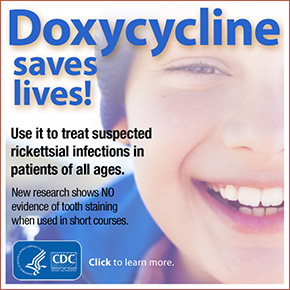 Doxycycline
saves
lives!
Use it to treat suspected
rickettsial infections in
patients of all ages.
New research shows NO
evidence of tooth staining
when used in short courses.
CDC
Click to learn more.